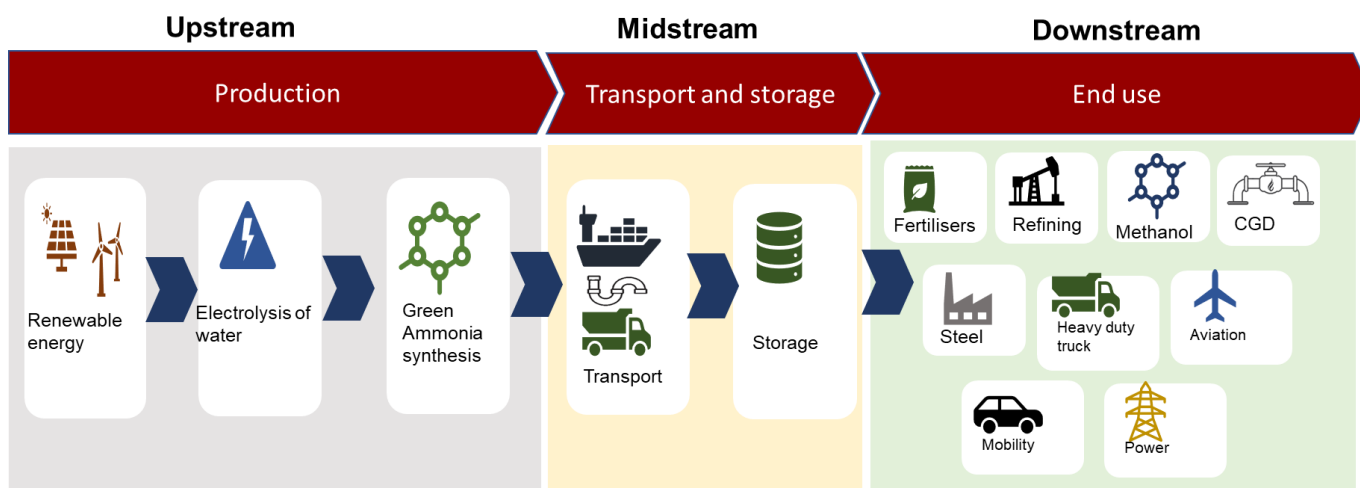 Upstream
Midstream
Downstream
Production
Transport and storage
End use
Renewable
energy
Electrolysis of
water
Green
Ammonia
synthesis
Transport
Storage
Fertilisers
Refining
Methanol
CGD
Steel
Heavy duty
truck
Aviation
Mobility
Power